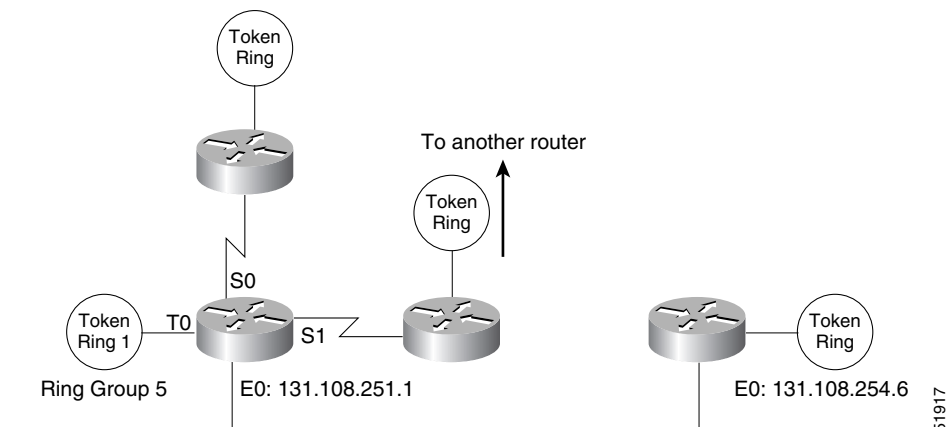 Token
Ring
To another router
Token
Ring
S0
Token
Ring 1
T0
S1
Token
Ring
Ring Group 5
E0: 131.108.251.1
E0: 131.108.254.6